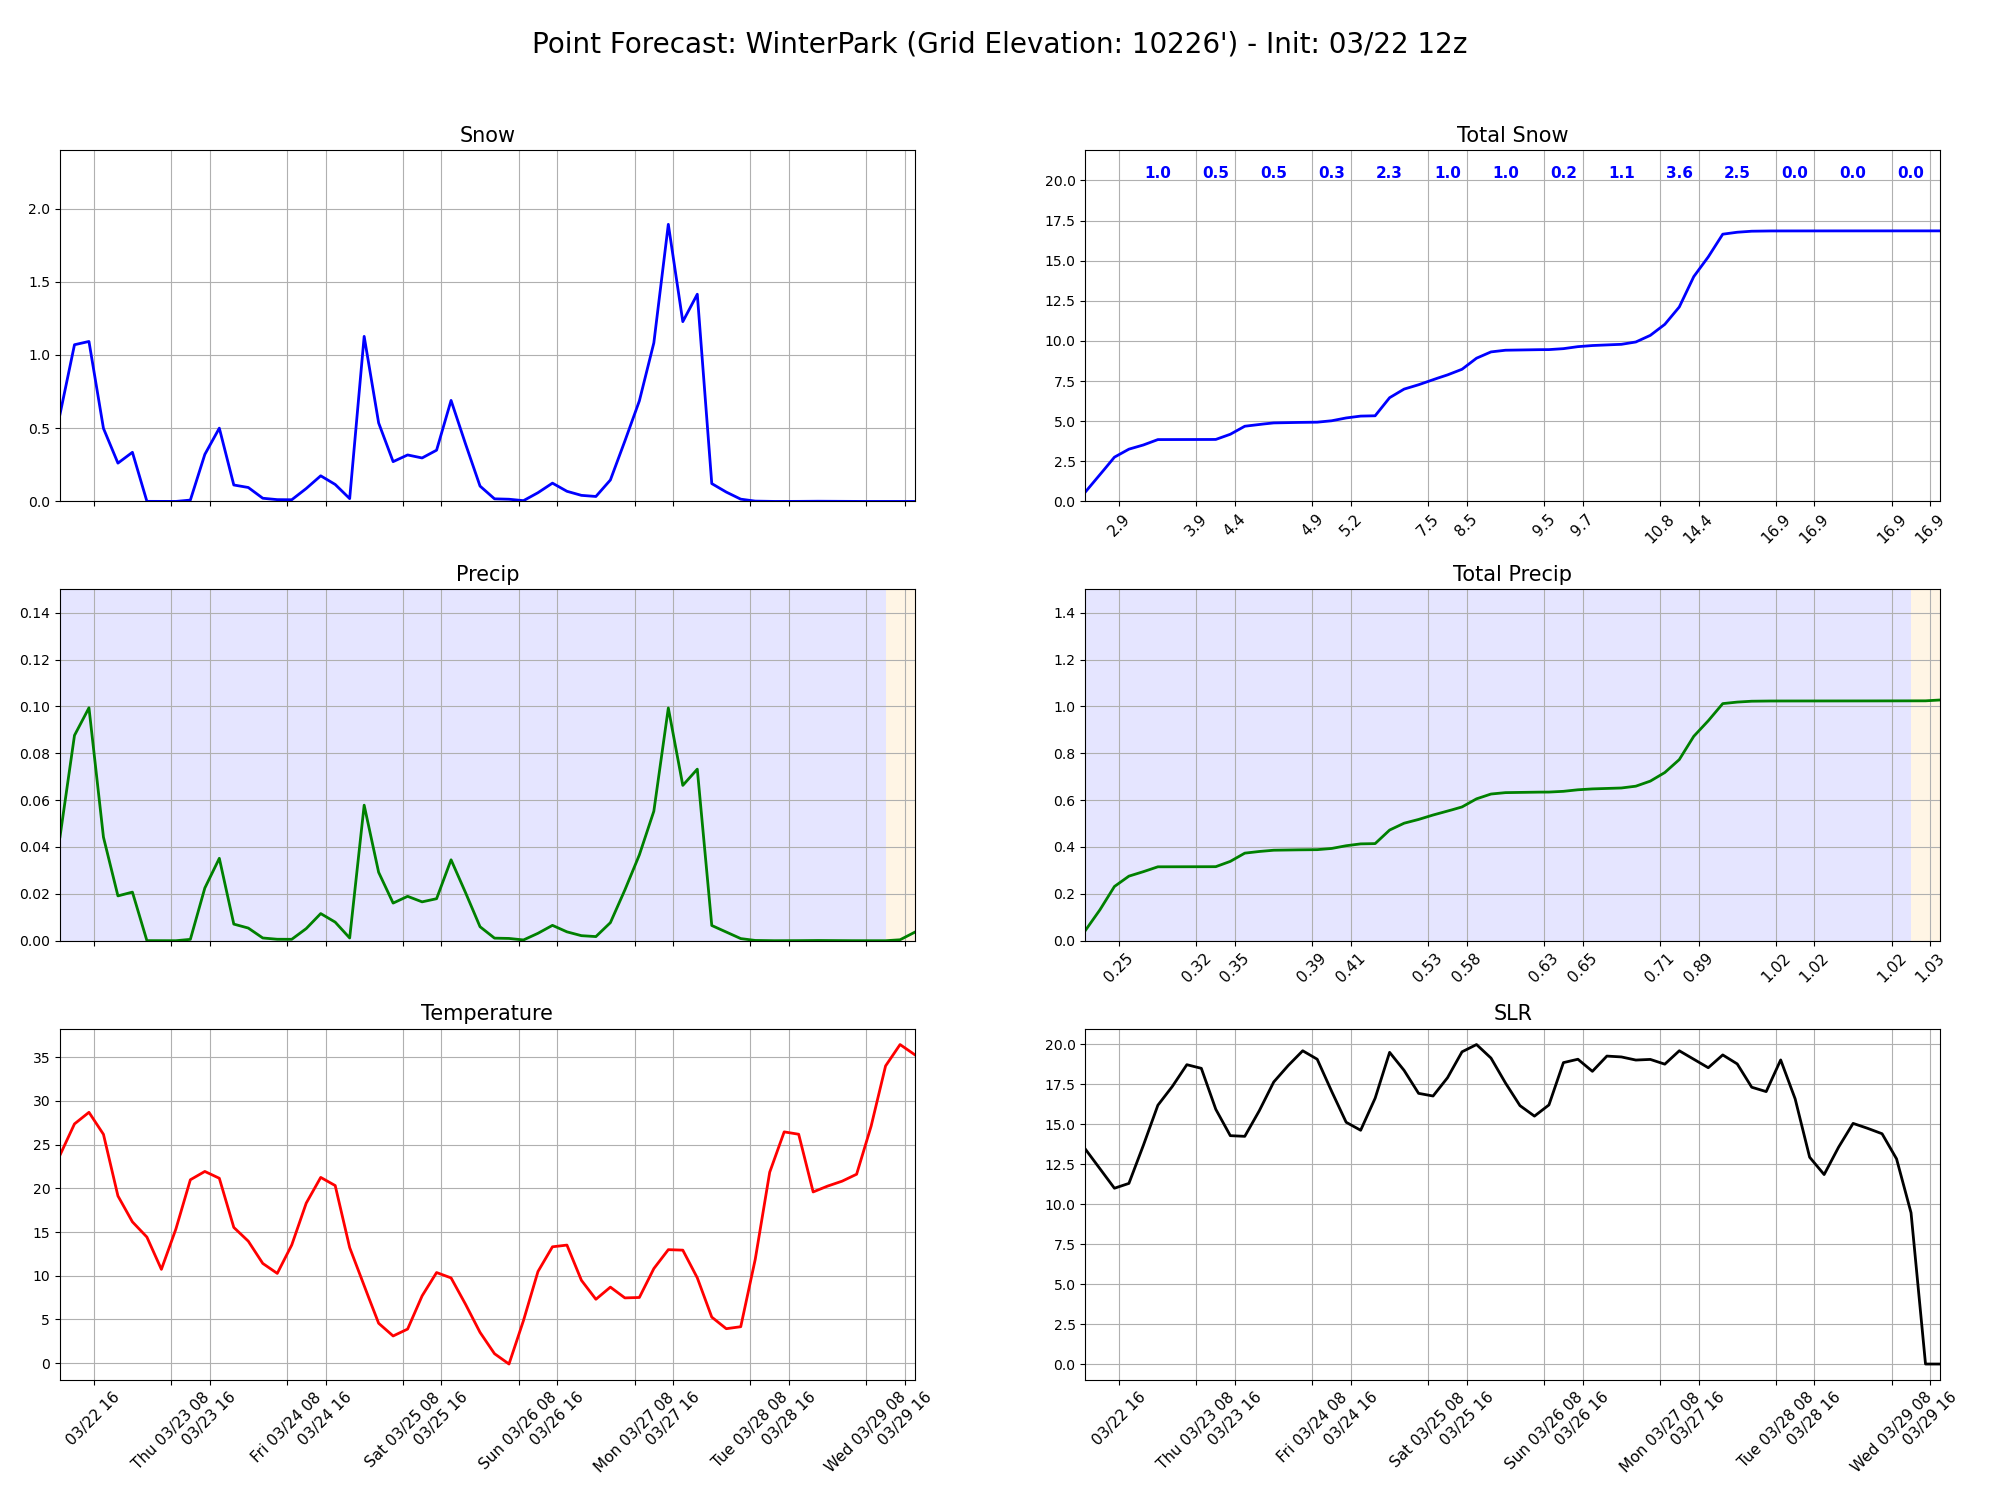 Point Forecast: WinterPark (Grid Elevation: 10226') - Init: 03/22 12z
Snow
2.0
1.5
1.0
0.5
0.0
Total Snow
1.0 0.5 0.5 0.3 2.3 1.0 1.0 0.2 1.1 3.6 2.5 0.0 0.0 0.0
20.0
17.5
15.0
12.5
10.0
7.5
5.0
2.5
0.0
2.9 3.9 4.4 4.9 5.2 7.5 8.5 9.5 9.7 10.8 14.4 16.9 16.9 16.9 16.9
Precip
0.14
0.12
0.10
0.08
0.06
0.04
0.02
0.00
Total Precip
1.4
1.2
1.0
0.8
0.6
0.4
0.2
0.0
0.25 0.32 0.35 0.39 0.41 0.53 0.58 0.63 0.65 0.71 0.89 1.02 1.02 1.02 1.03
Temperature
35
30
25
20
15
10
5
0
03/22 16
Thu 03/23 08
03/23 16
Fri 03/24 08
03/24 16
Sat 03/25 08
03/25 16
Sun 03/26 08
03/26 16
Mon 03/27 08
03/27 16
Tue 03/28 08
03/28 16
Wed 03/29 08
03/29 16
SLR
20.0
17.5
15.0
12.5
10.0
7.5
5.0
2.5
0.0
03/22 16
Thu 03/23 08
03/23 16
Fri 03/24 08
03/24 16
Sat 03/25 08
03/25 16
Sun 03/26 08
03/26 16
Mon 03/27 08
03/27 16
Tue 03/28 08
03/28 16
Wed 03/29 08
03/29 16